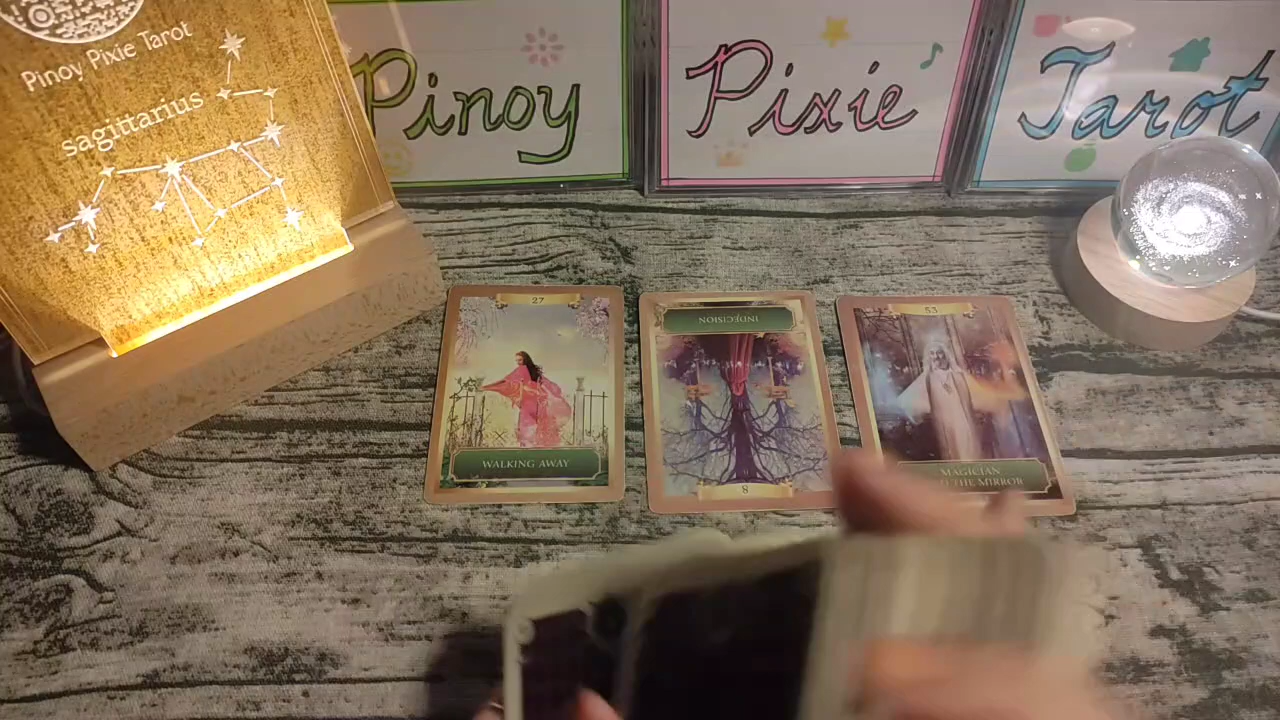 Pinoy Pixie Tarot
sagittarius
Pinoy
Pixie
Tarot
27
WALKING AWAY
INDECISION
8
53
MAGICIAN
THE MIRROR